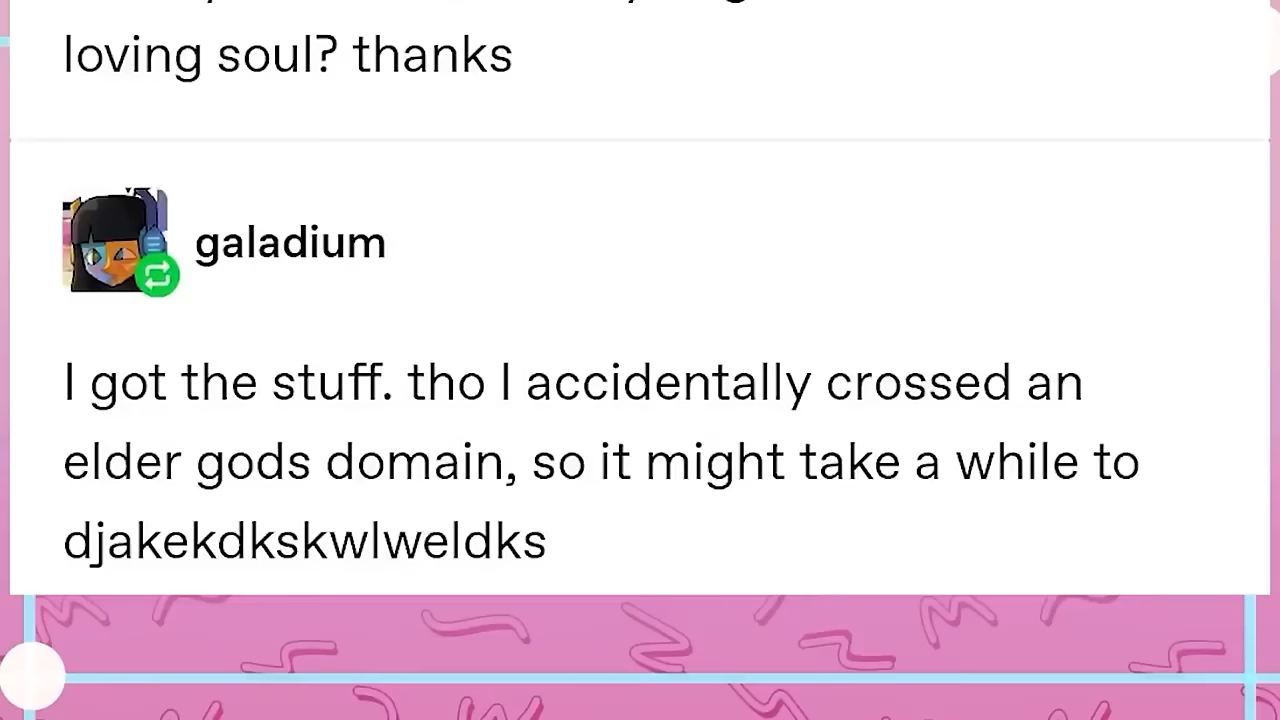 loving soul? thanks
galadium
I got the stuff. tho I accidentally crossed an
elder gods domain, so it might take a while to
djakekdkskwlweldks